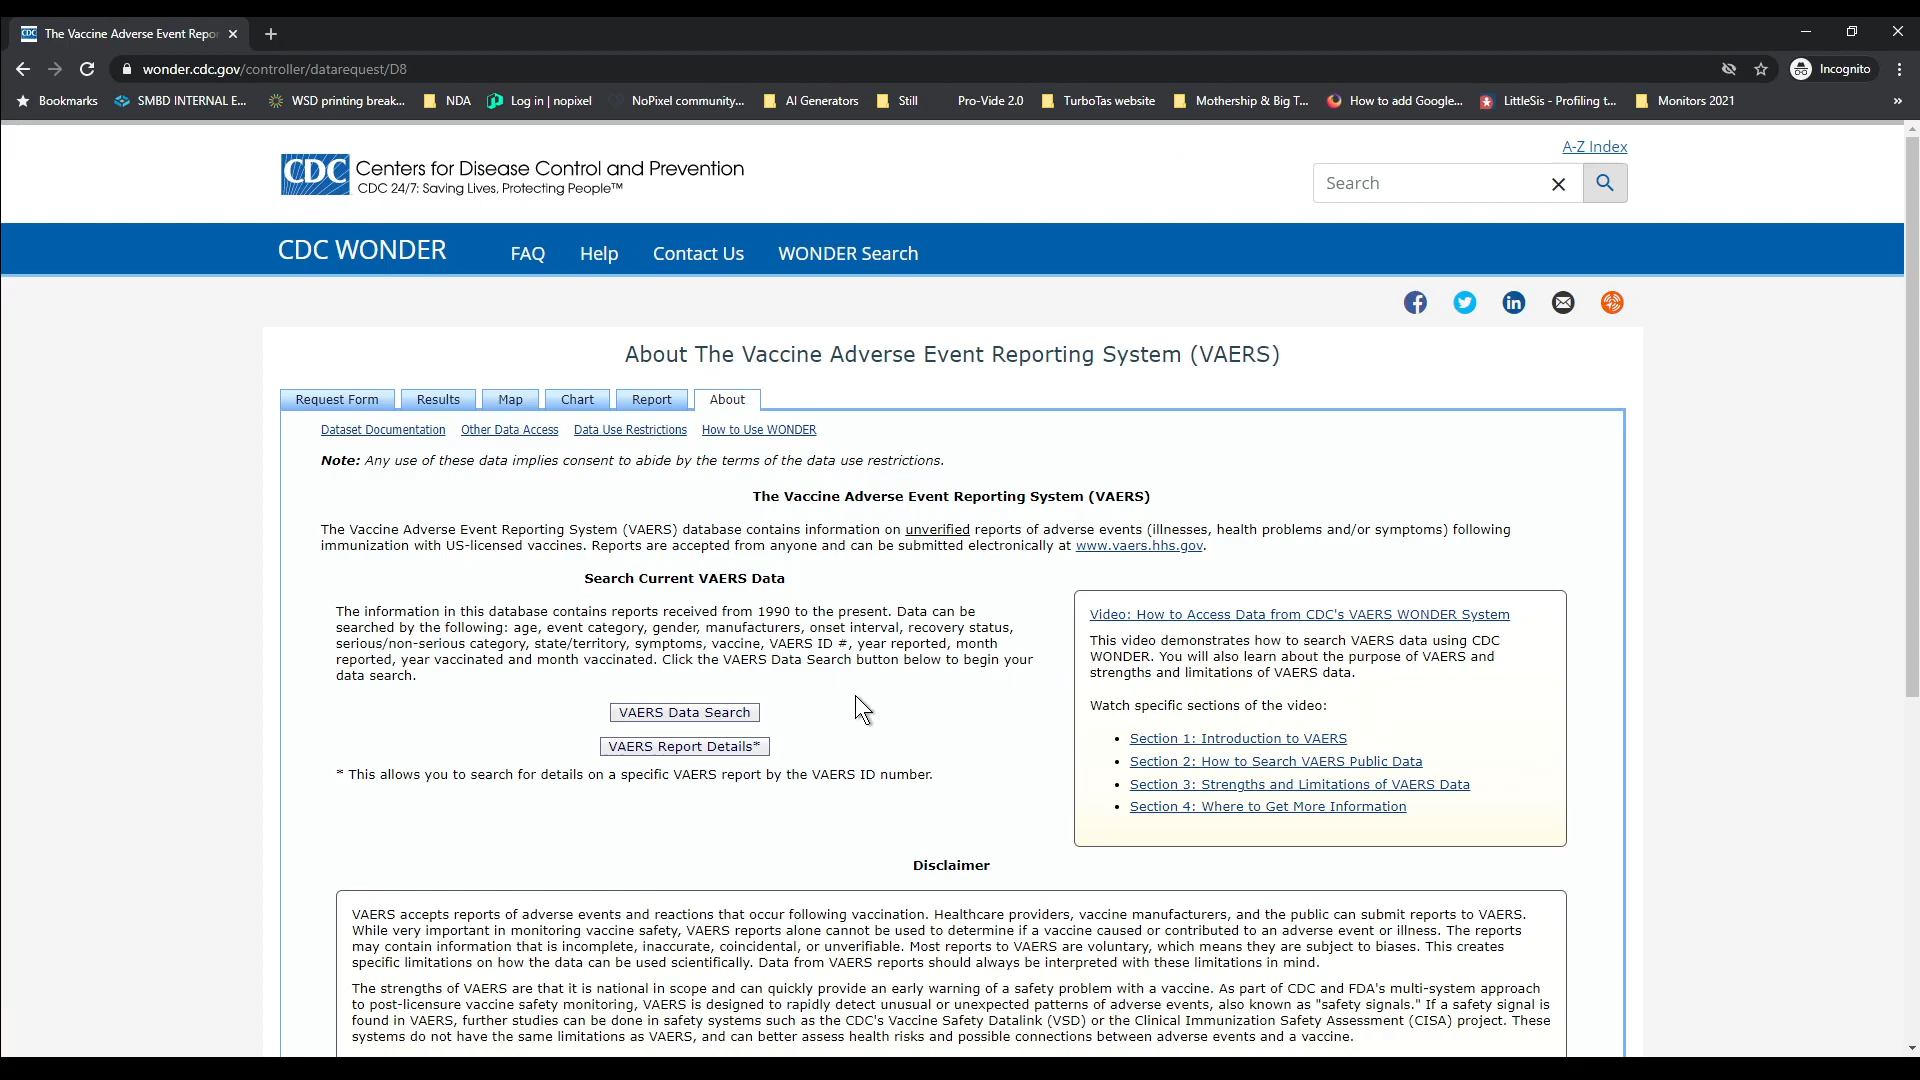 The Vaccine Adverse Event Repor
wonder.cdc.gov/controller/datarequest/D8
Incognito
Bookmarks
SMBD INTERNAL E...
WSD printing break...
NDA
Log in | nopixel
NoPixel community...
AI Generators
Still
Pro-Vide 2.0
TurboTas website
Mothership & Big T...
How to add Google...
LittleSis - Profiling t...
Monitors 2021
»
A-Z Index
CDC Centers for Disease Control and Prevention
CDC 24/7: Saving Lives, Protecting People™
Search
CDC WONDER
FAQ
Help
Contact Us
WONDER Search
About The Vaccine Adverse Event Reporting System (VAERS)
Request Form
Results
Map
Chart
Report
About
Dataset Documentation
Other Data Access
Data Use Restrictions
How to Use WONDER
Note: Any use of these data implies consent to abide by the terms of the data use restrictions.
The Vaccine Adverse Event Reporting System (VAERS)
The Vaccine Adverse Event Reporting System (VAERS) database contains information on unverified reports of adverse events (illnesses, health problems and/or symptoms) following
immunization with US-licensed vaccines. Reports are accepted from anyone and can be submitted electronically at www.vaers.hhs.gov.
Search Current VAERS Data
The information in this database contains reports received from 1990 to the present. Data can be
searched by the following: age, event category, gender, manufacturers, onset interval, recovery status,
serious/non-serious category, state/territory, symptoms, vaccine, VAERS ID #, year reported, month
reported, year vaccinated and month vaccinated. Click the VAERS Data Search button below to begin your
data search.
VAERS Data Search
VAERS Report Details*
* This allows you to search for details on a specific VAERS report by the VAERS ID number.
Video: How to Access Data from CDC's VAERS WONDER System
This video demonstrates how to search VAERS data using CDC
WONDER. You will also learn about the purpose of VAERS and
strengths and limitations of VAERS data.
Watch specific sections of the video:
• Section 1: Introduction to VAERS
• Section 2: How to Search VAERS Public Data
• Section 3: Strengths and Limitations of VAERS Data
• Section 4: Where to Get More Information
Disclaimer
VAERS accepts reports of adverse events and reactions that occur following vaccination. Healthcare providers, vaccine manufacturers, and the public can submit reports to VAERS.
While very important in monitoring vaccine safety, VAERS reports alone cannot be used to determine if a vaccine caused or contributed to an adverse event or illness. The reports
may contain information that is incomplete, inaccurate, coincidental, or unverifiable. Most reports to VAERS are voluntary, which means they are subject to biases. This creates
specific limitations on how the data can be used scientifically. Data from VAERS reports should always be interpreted with these limitations in mind.
The strengths of VAERS are that it is national in scope and can quickly provide an early warning of a safety problem with a vaccine. As part of CDC and FDA's multi-system approach
to post-licensure vaccine safety monitoring, VAERS is designed to rapidly detect unusual or unexpected patterns of adverse events, also known as "safety signals." If a safety signal is
found in VAERS, further studies can be done in safety systems such as the CDC's Vaccine Safety Datalink (VSD) or the Clinical Immunization Safety Assessment (CISA) project. These
systems do not have the same limitations as VAERS, and can better assess health risks and possible connections between adverse events and a vaccine.